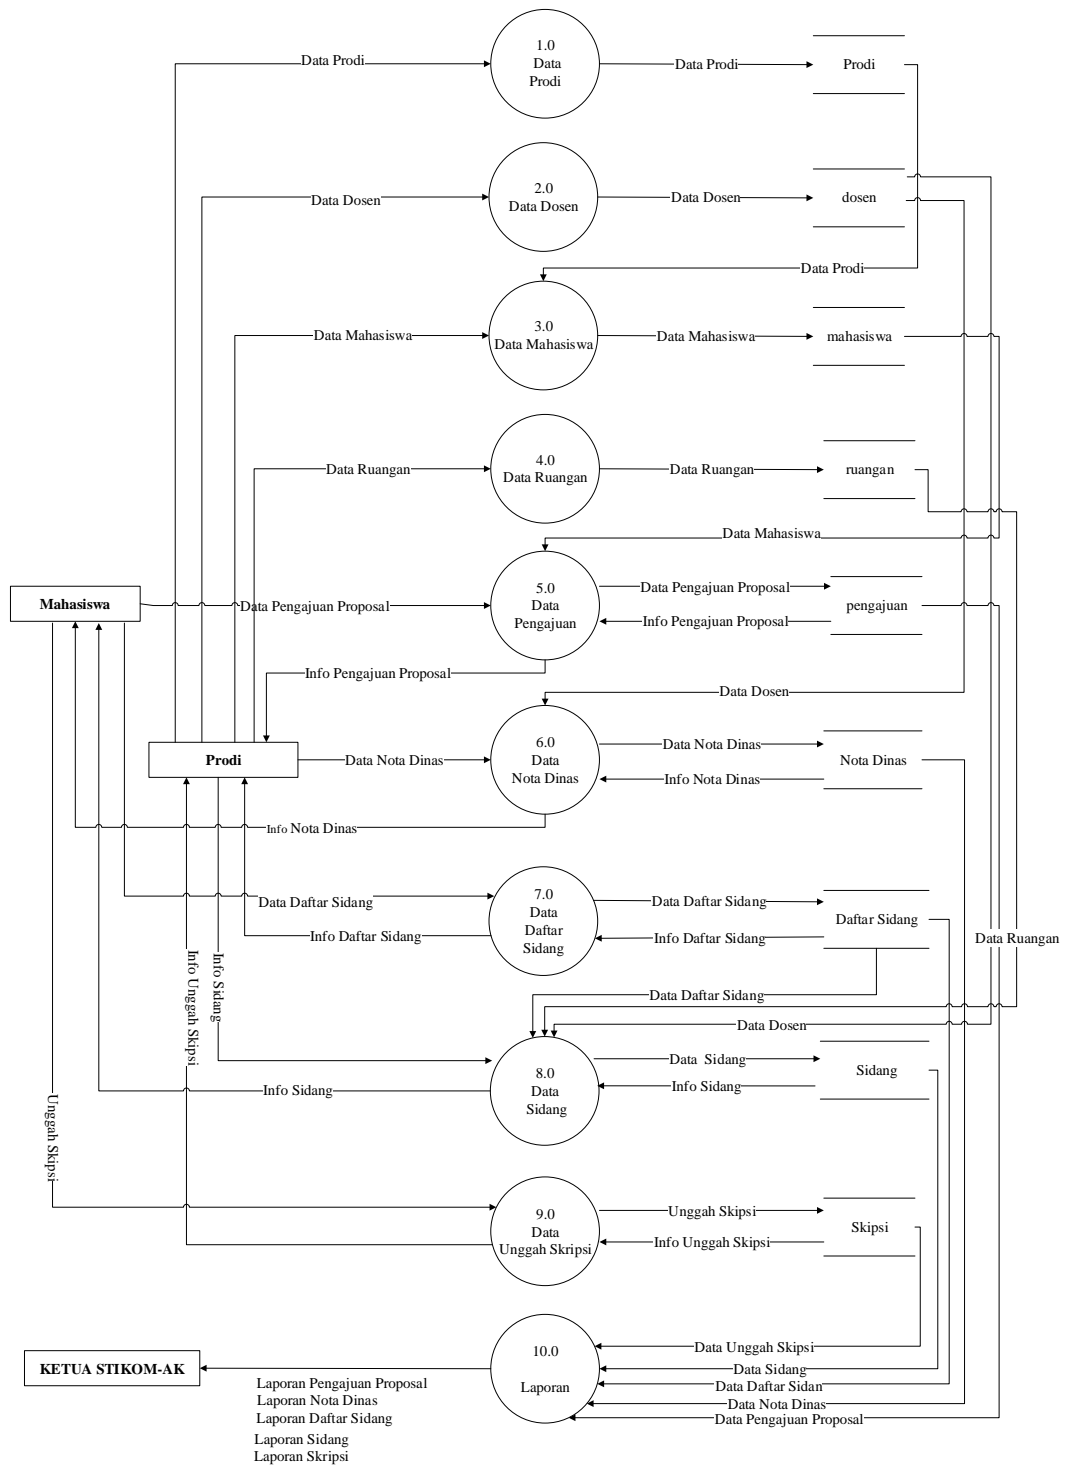 1.0
Data
Prodi
Data Prodi
Data Prodi
Prodi
2.0
Data Dosen
Data Dosen
Data Dosen
dosen
Data Prodi
3.0
Data Mahasiswa
Data Mahasiswa
Data Mahasiswa
mahasiswa
4.0
Data Ruangan
Data Ruangan
Data Ruangan
ruangan
Data Mahasiswa
Mahasiswa
Data Pengajuan Proposal
5.0
Data
Pengajuan
Data Pengajuan Proposal
Info Pengajuan Proposal
pengajuan
Info Pengajuan Proposal
Data Dosen
Prodi
Data Nota Dinas
6.0
Data
Nota Dinas
Data Nota Dinas
Info Nota Dinas
Nota Dinas
Info Nota Dinas
Data Daftar Sidang
7.0
Data
Daftar
Sidang
Data Daftar Sidang
Info Daftar Sidang
Daftar Sidang
Info Daftar Sidang
Data Ruangan
Info Unggah Skipsi
Info Sidang
Data Daftar Sidang
Data Dosen
8.0
Data
Sidang
Data  Sidang
Info Sidang
Sidang
Info Sidang
Unggah Skipsi
9.0
Data
Unggah Skripsi
Unggah Skipsi
Info Unggah Skipsi
Skipsi
10.0
Laporan
Data Unggah Skipsi
Data Sidang
Data Daftar Sidan
Data Nota Dinas
Data Pengajuan Proposal
KETUA STIKOM-AK
Laporan Pengajuan Proposal
Laporan Nota Dinas
Laporan Daftar Sidang
Laporan Sidang
Laporan Skripsi